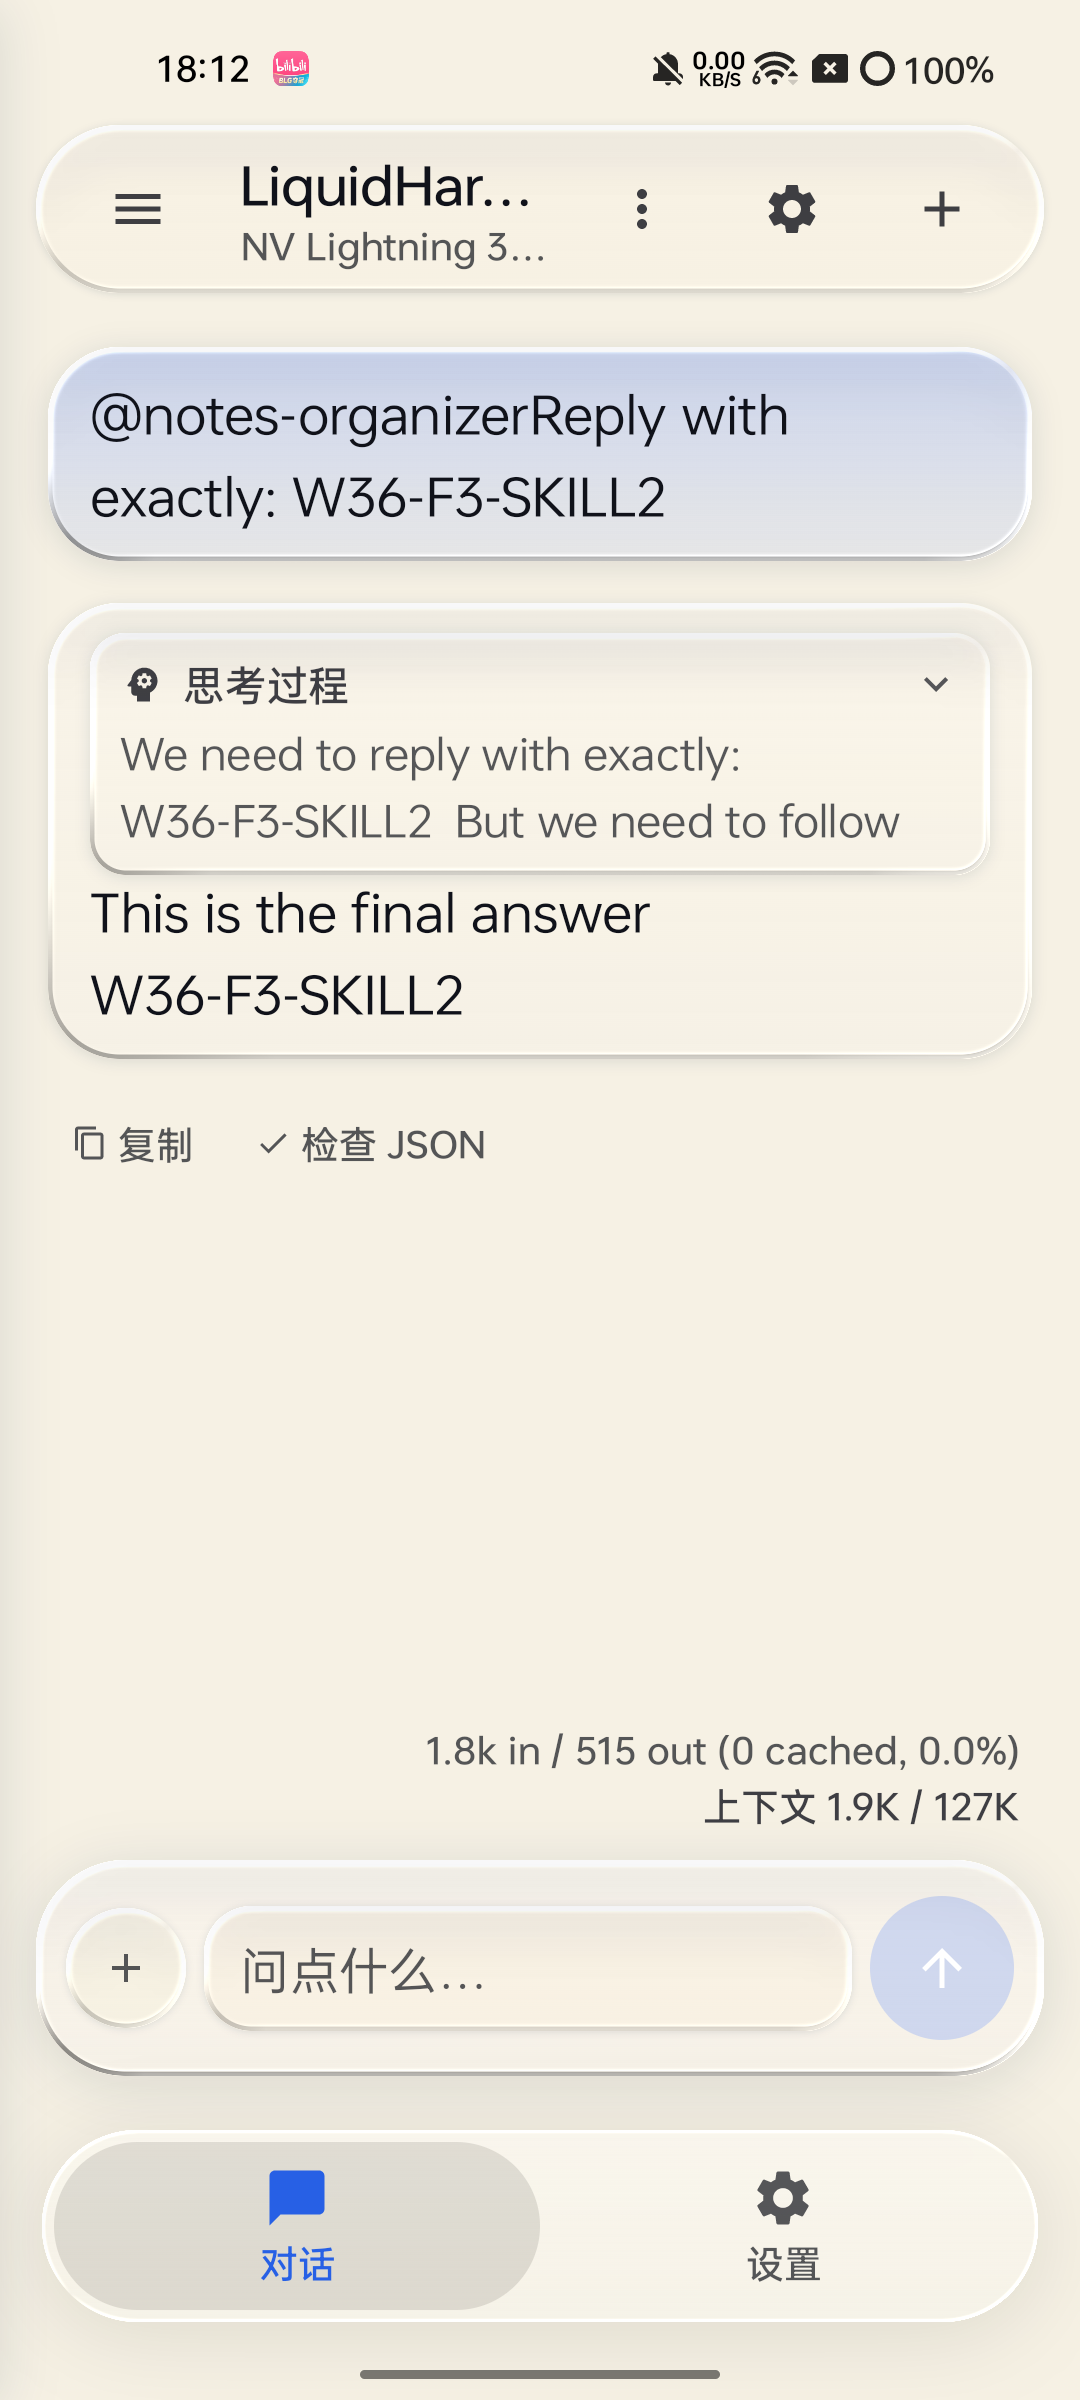 18:12
0.00
KB/S
100%
LiquidHar...
NV Lightning 3...
@notes-organizerReply with
exactly: W36-F3-SKILL2
思考过程
We need to reply with exactly:
W36-F3-SKILL2  But we need to follow
This is the final answer
W36-F3-SKILL2
复制
检查 JSON
1.8k in / 515 out (0 cached, 0.0%)
上下文 1.9K / 127K
问点什么...
对话
设置